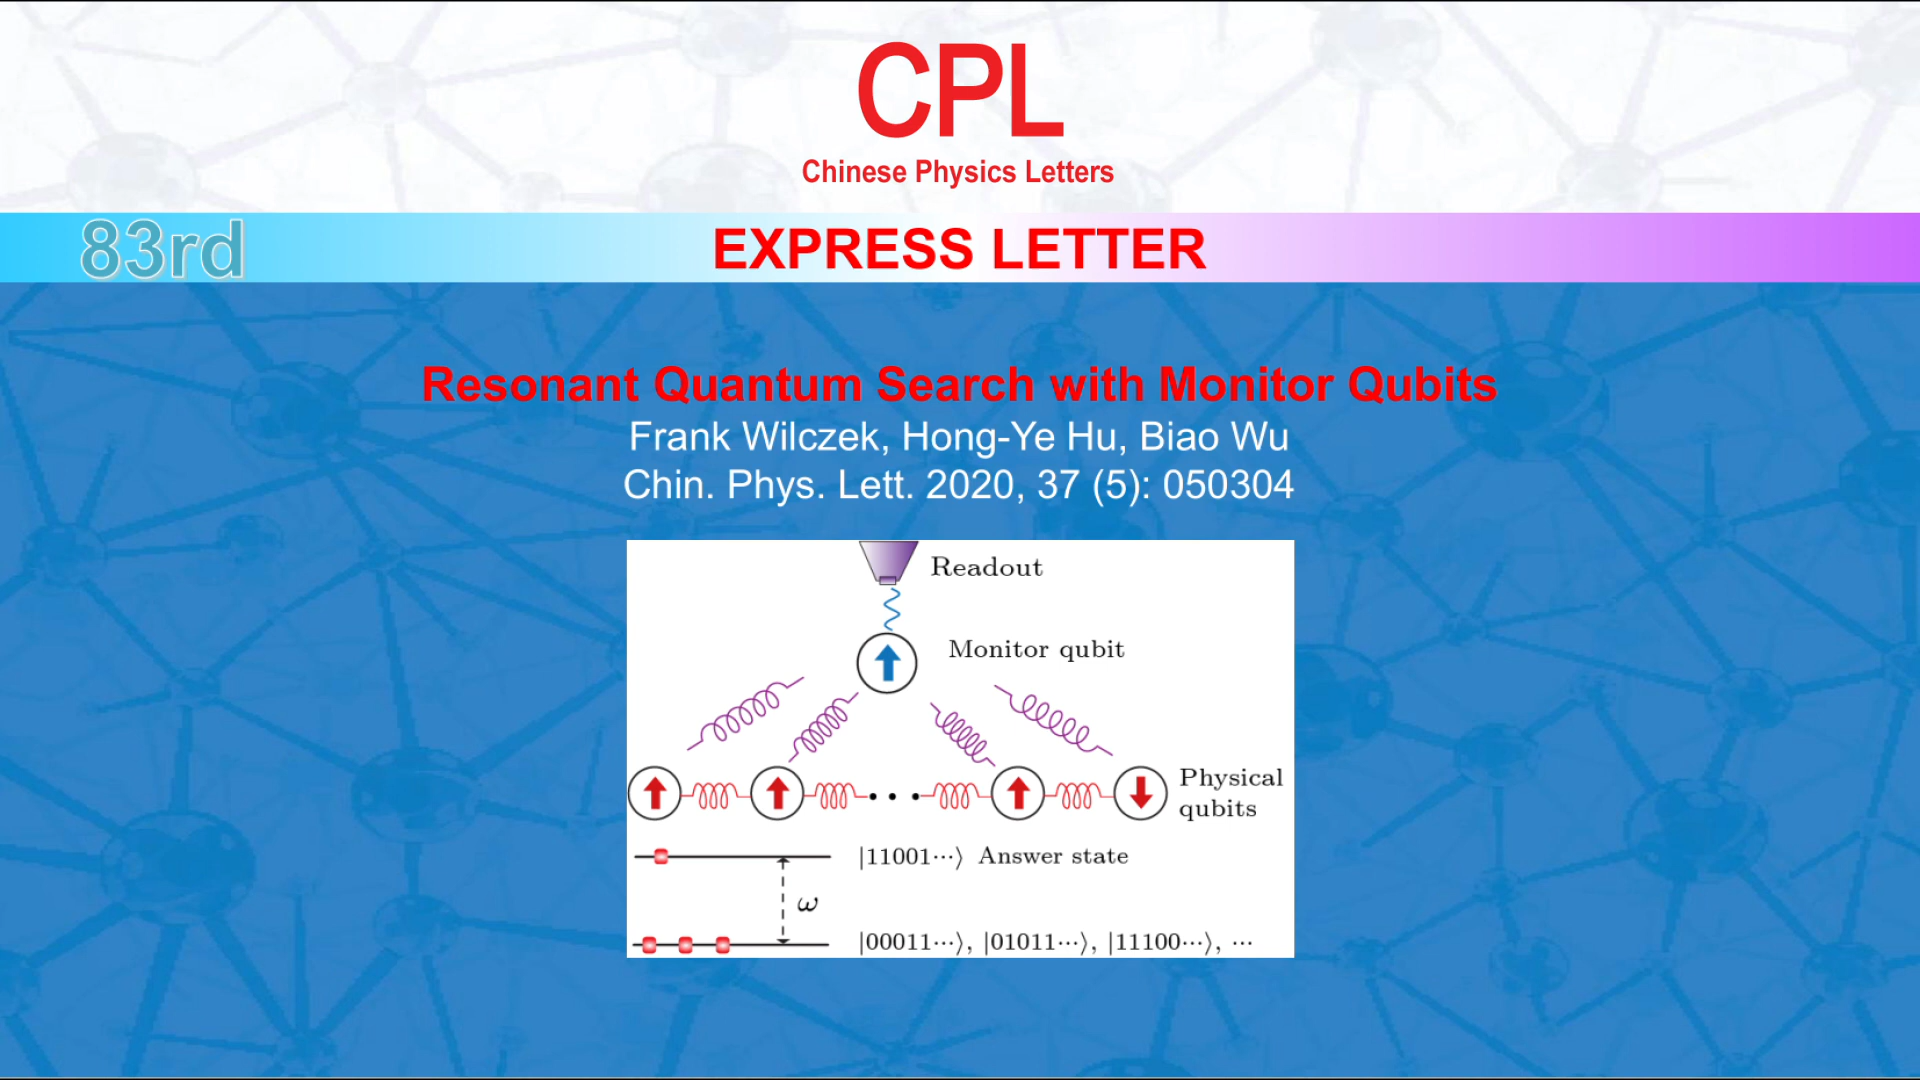 CPL
Chinese Physics Letters
83rd
EXPRESS LETTER
Resonant Quantum Search with Monitor Qubits
Frank Wilczek, Hong-Ye Hu, Biao Wu
Chin. Phys. Lett. 2020, 37 (5): 050304
Readout
Monitor qubit
Physical
qubits
|11001···⟩ Answer state
ω
|00011···⟩, |01011···⟩, |11100···⟩, ···